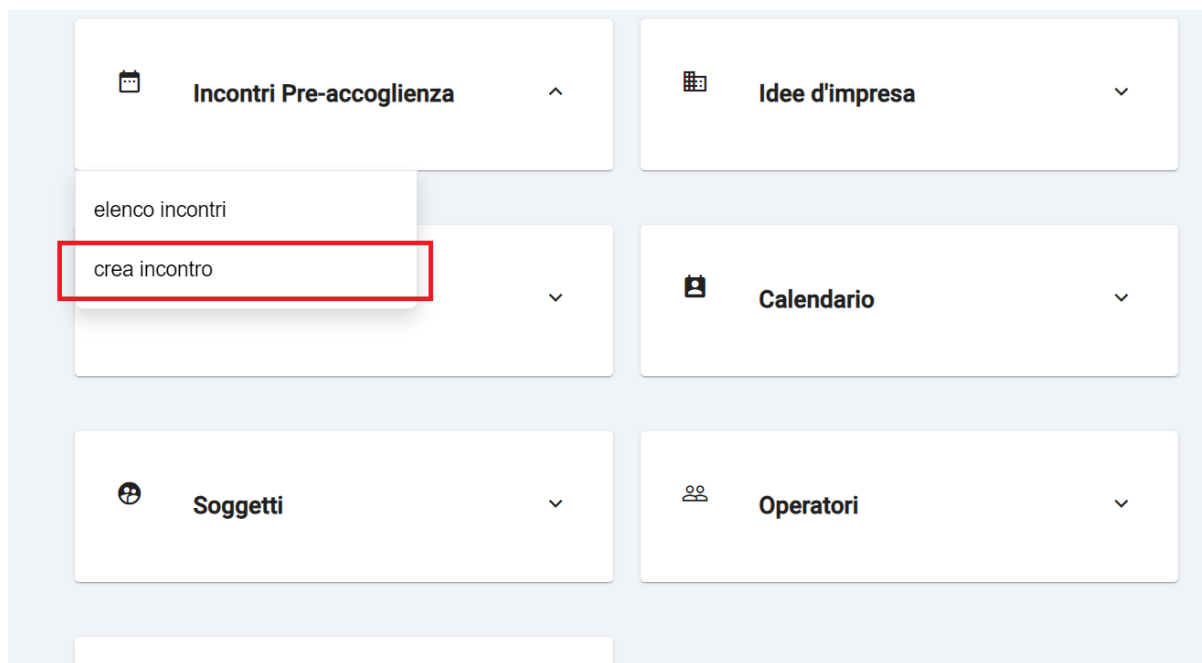 Incontri Pre-accoglienza
Idee d'impresa
elenco incontri
crea incontro
Calendario
Soggetti
Operatori